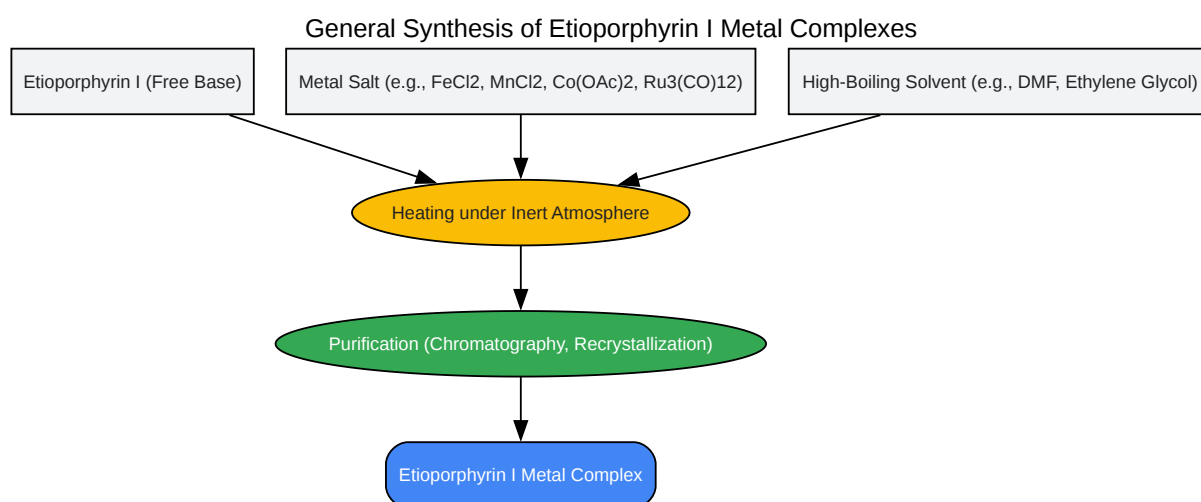 General Synthesis of Etioporphyrin I Metal Complexes
Etioporphyrin I (Free Base)
Metal Salt (e.g., FeCl2, MnCl2, Co(OAc)2, Ru3(CO)12)
High-Boiling Solvent (e.g., DMF, Ethylene Glycol)
Heating under Inert Atmosphere
Purification (Chromatography, Recrystallization)
Etioporphyrin I Metal Complex